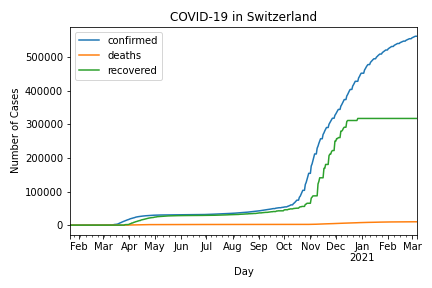 COVID-19 in Switzerland
confirmed
deaths
recovered
Number of Cases
500000
400000
300000
200000
100000
0
Feb Mar Apr May Jun Jul Aug Sep Oct Nov Dec Jan Feb Mar
2021
Day